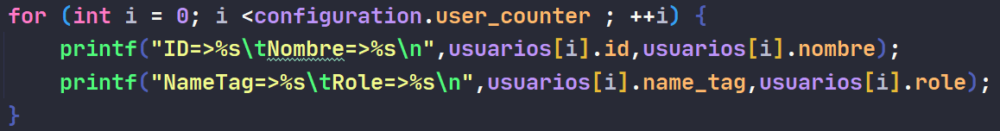 for (int i = 0; i <configuration.user_counter ; ++i) {
    printf("ID=>%s\tNombre=>%s\n",usuarios[i].id,usuarios[i].nombre);
    printf("NameTag=>%s\tRole=>%s\n",usuarios[i].name_tag,usuarios[i].role);
}